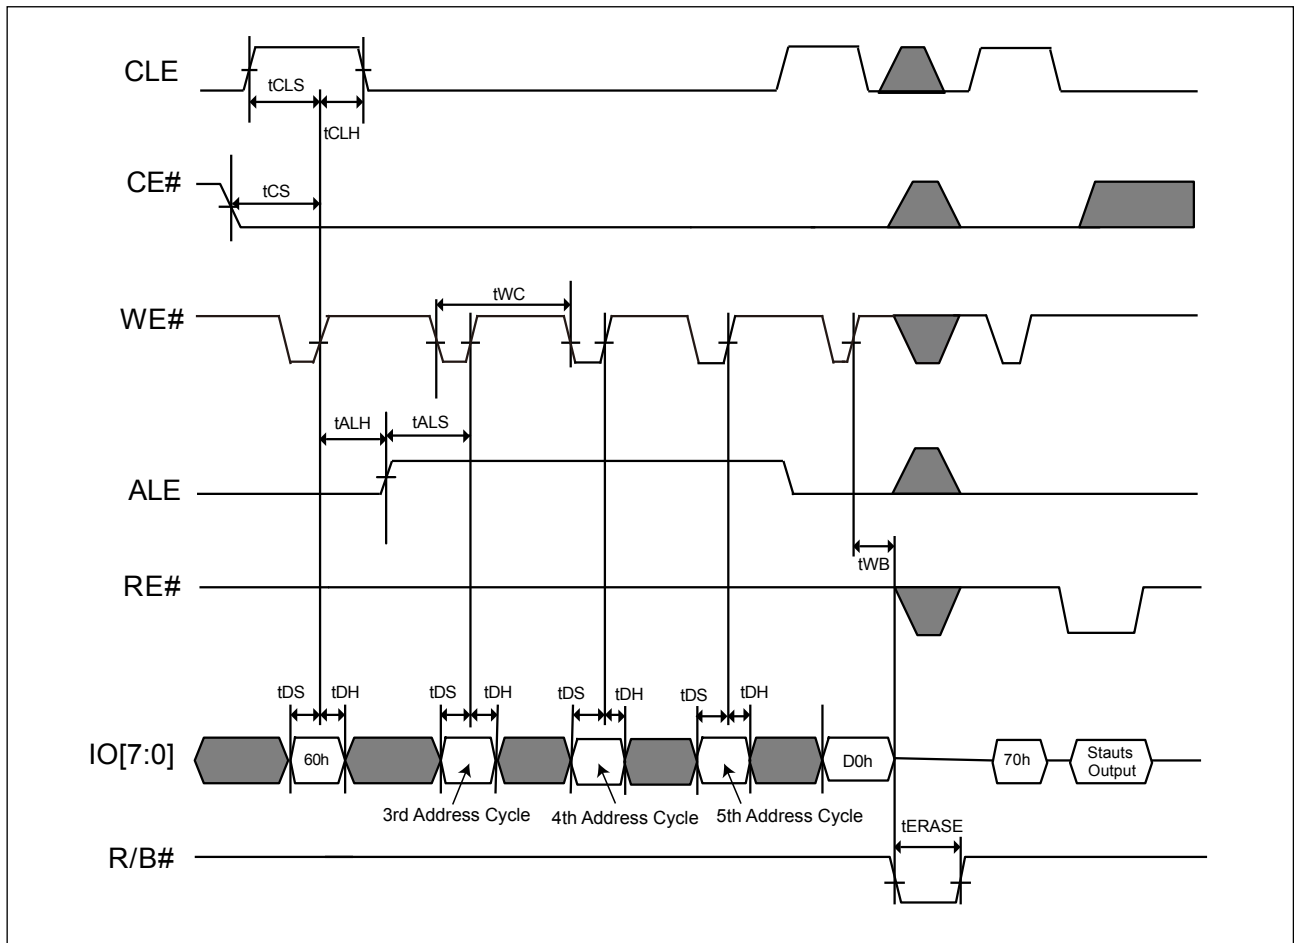 CLE
tCLS
tCLH
CE#
tCS
WE#
tWC
ALE
tALH
tALS
tWB
RE#
IO[7:0]
tDS
tDH
tDS
tDH
tDS
tDH
tDS
tDH
60h
D0h
70h
Stauts
Output
3rd Address Cycle
4th Address Cycle
5th Address Cycle
tERASE
R/B#